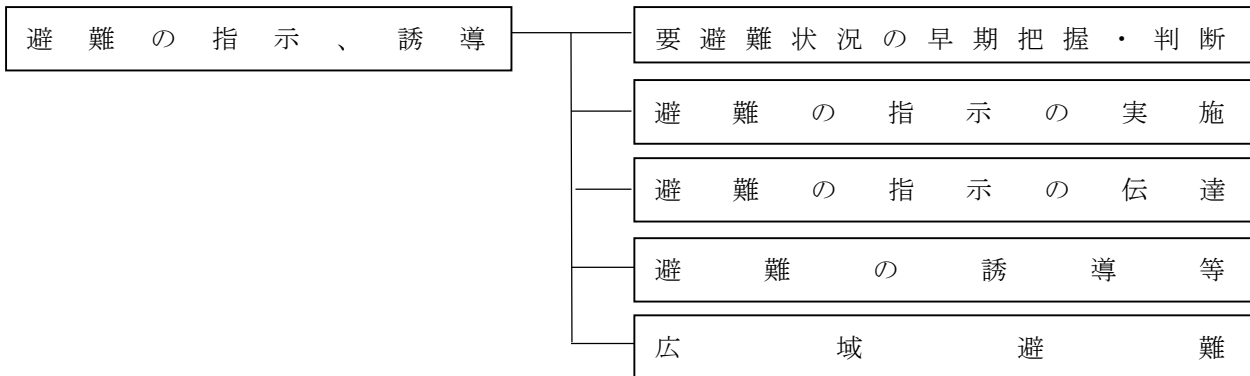 避難の指示、誘導
要避難状況の早期把握・判断
避難の指示の実施
避難の指示の伝達
避難の誘導等
広域避難